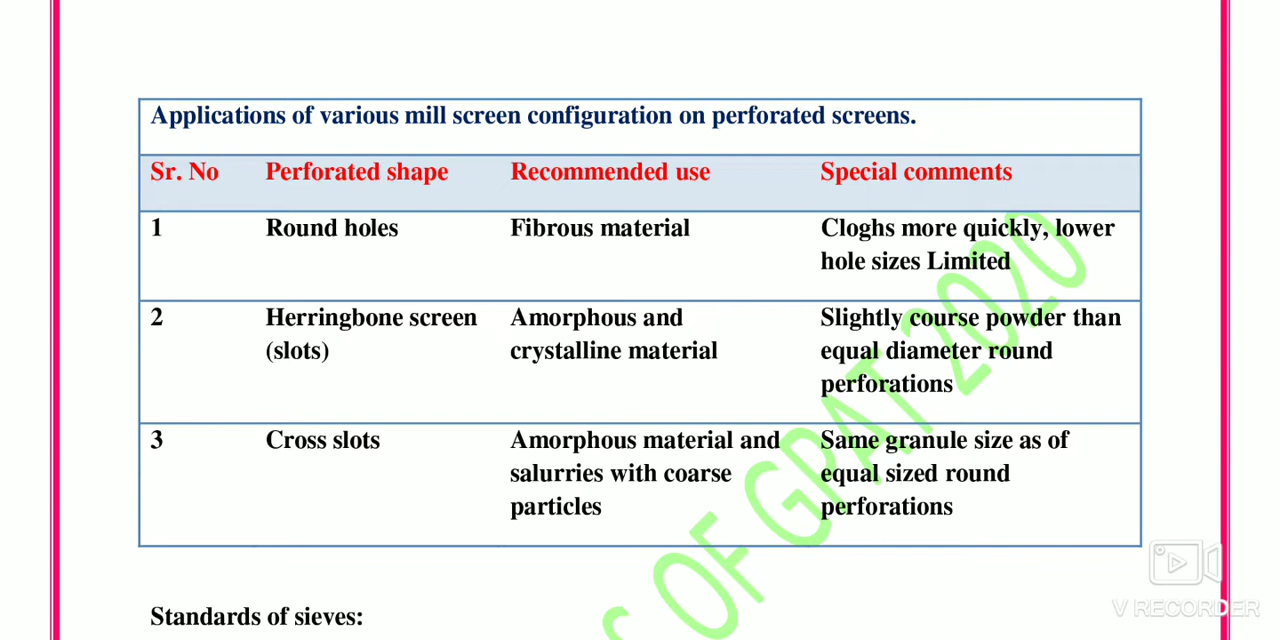 Applications of various mill screen configuration on perforated screens.
Sr. No Perforated shape Recommended use Special comments
1 Round holes Fibrous material Cloghs more quickly, lower
hole sizes Limited
2 Herringbone screen Amorphous and Slightly course powder than
(slots) crystalline material equal diameter round
perforations
3 Cross slots Amorphous material and Same granule size as of
salurries with coarse equal sized round
particles perforations
S OF GPAT 2020
Standards of sieves:
V RECORDER